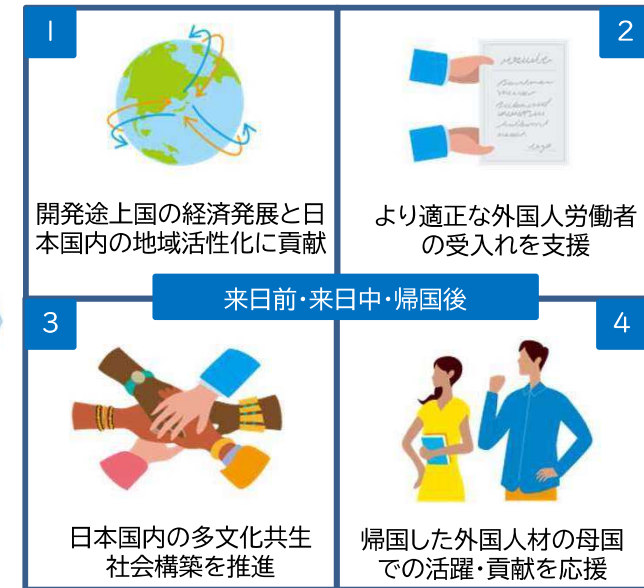 1
開発途上国の経済発展と日
本国内の地域活性化に貢献
2
より適正な外国人労働者
の受入れを支援
来日前・来日中・帰国後
3
日本国内の多文化共生
社会構築を推進
4
帰国した外国人材の母国
での活躍・貢献を応援